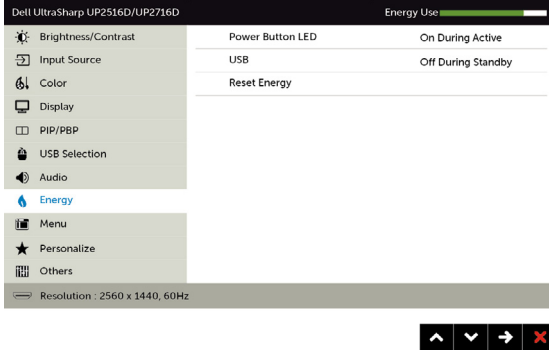 Dell UltraSharp UP2516D/UP2716D Energy Use
Brightness/Contrast Power Button LED On During Active
Input Source USB Off During Standby
Color Reset Energy
Display
PIP/PBP
USB Selection
Audio
Energy
Menu
Personalize
Others
Resolution : 2560 x 1440, 60Hz